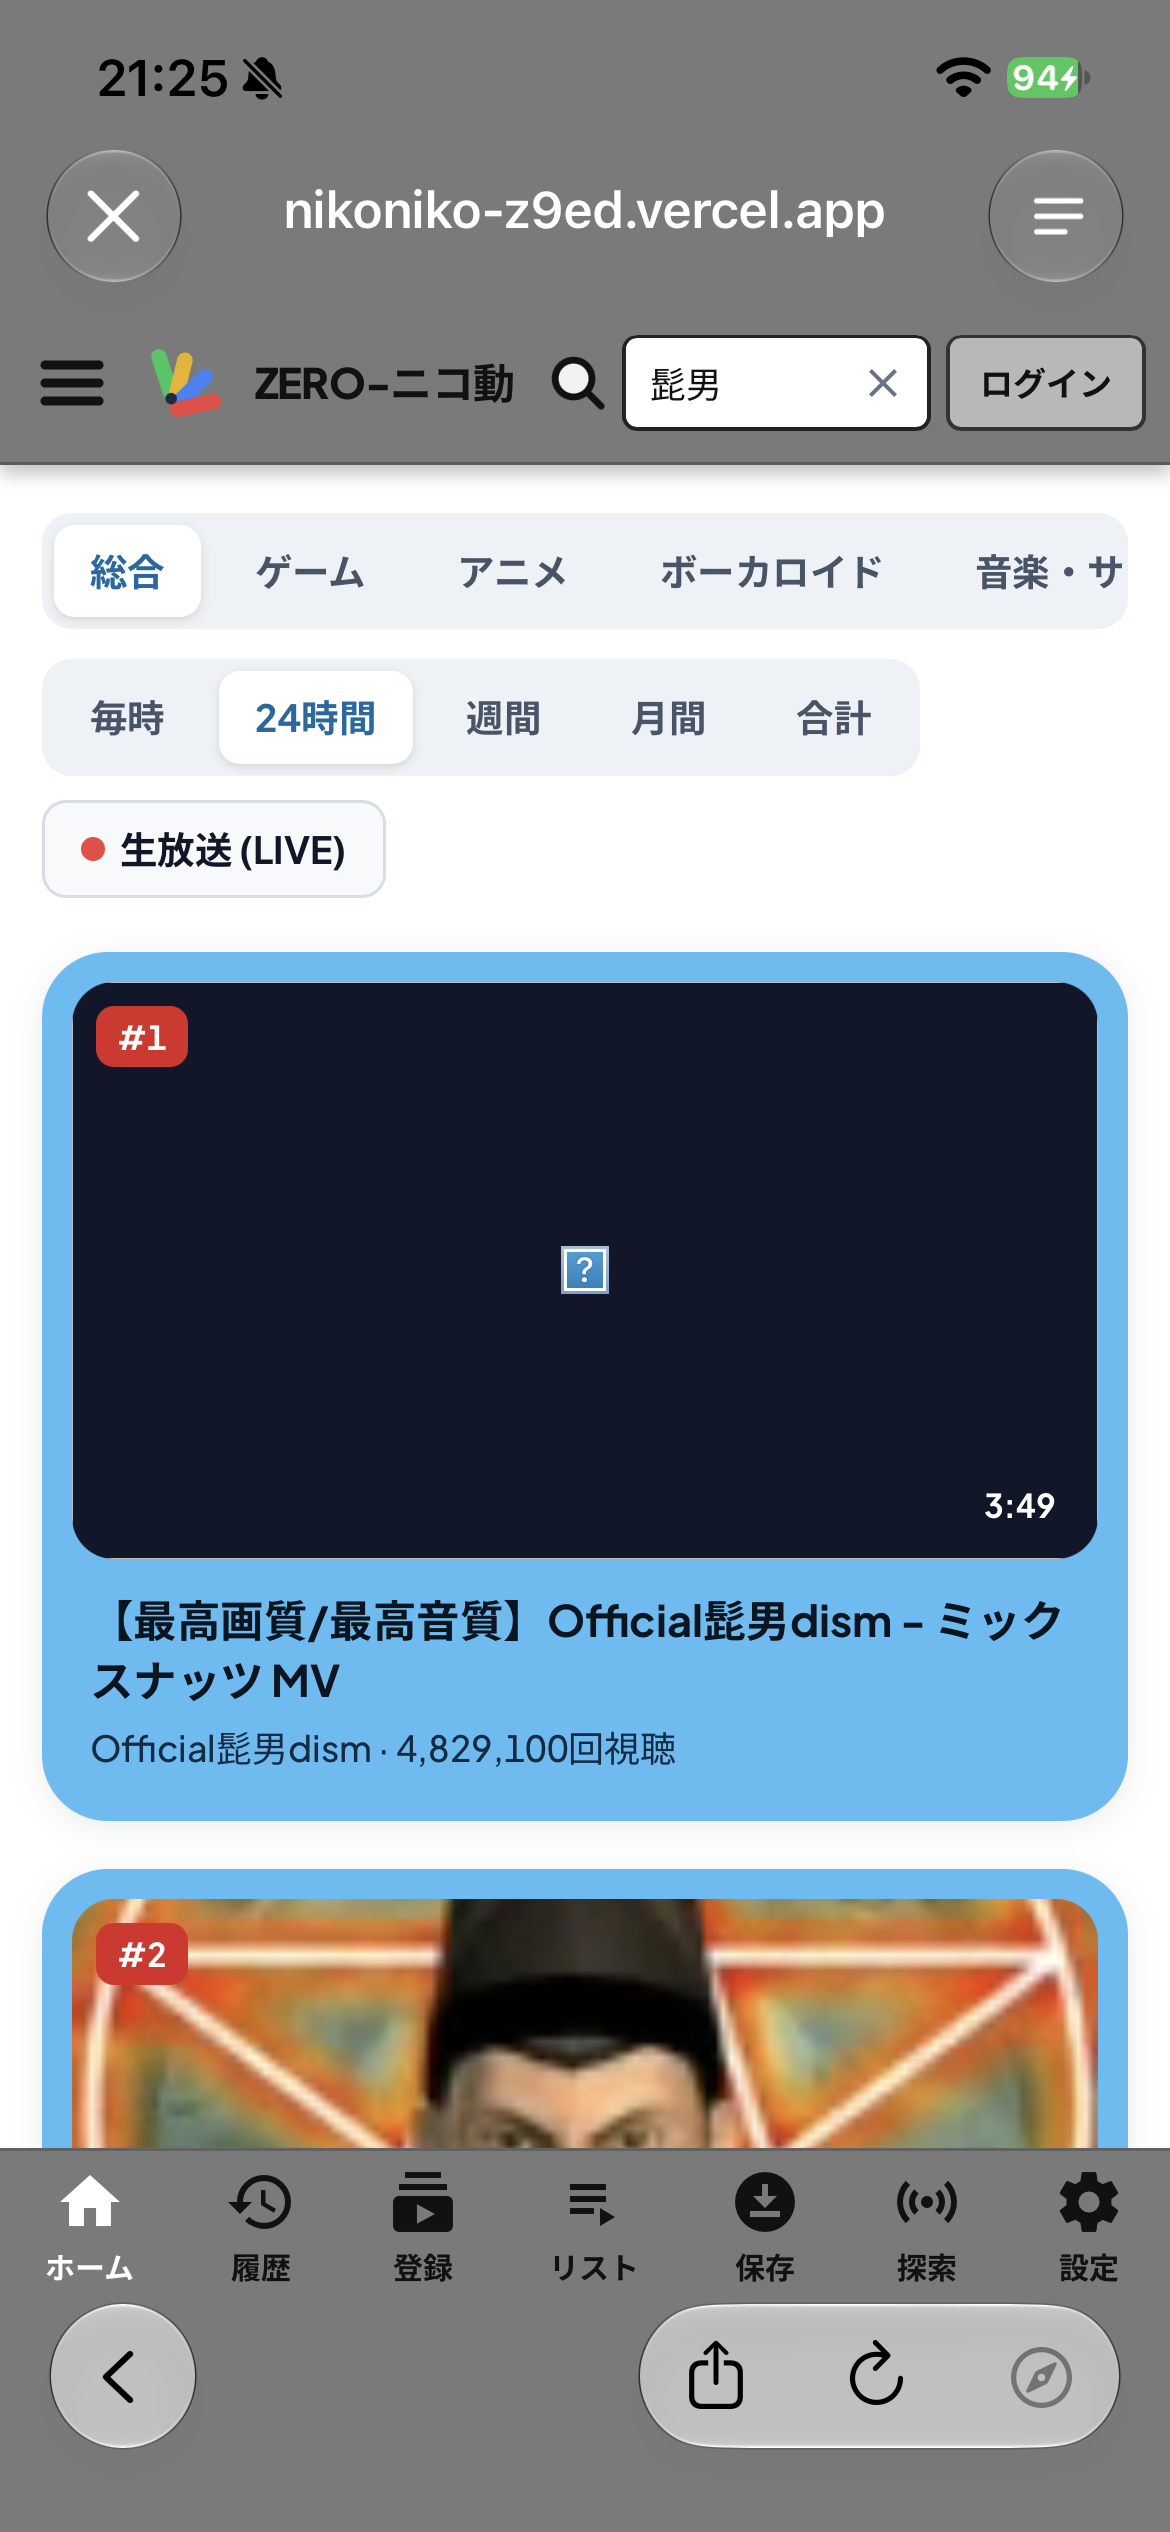 21:25
94
nikoniko-z9ed.vercel.app
ZERO-ニコ動
髭男
ログイン
総合 ゲーム アニメ ボーカロイド 音楽・サ
毎時 24時間 週間 月間 合計
生放送 (LIVE)
#1
?
3:49
【最高画質/最高音質】Official髭男dism - ミック
スナッツ MV
Official髭男dism · 4,829,100回視聴
#2
ホーム 履歴 登録 リスト 保存 探索 設定